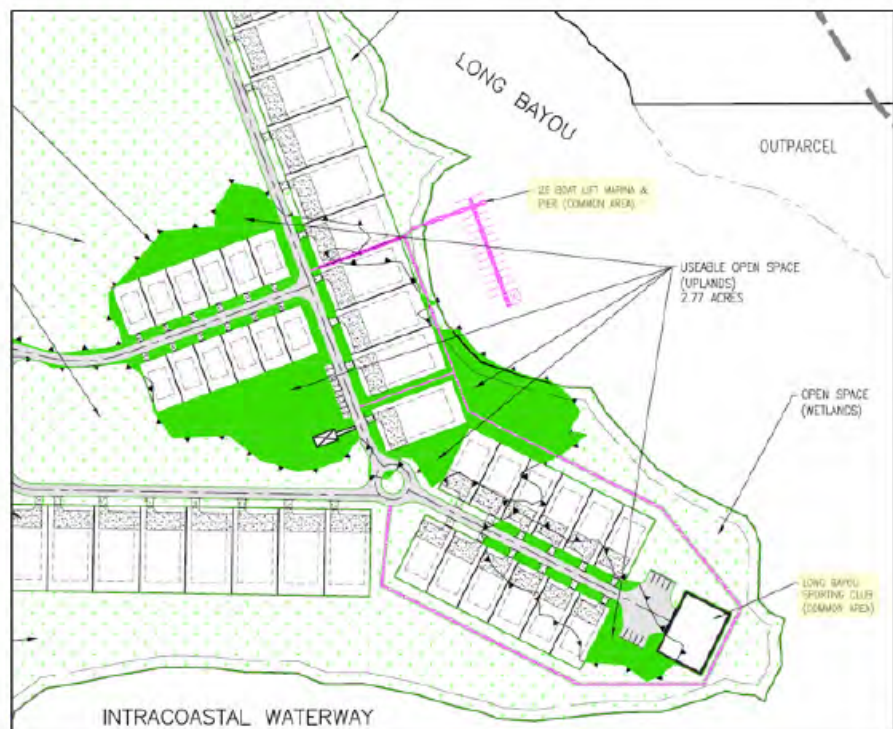 LONG BAYOU
OUTPARCEL
BOAT LIFT MARINA &
PIER (COMMON AREA)
USEABLE OPEN SPACE
(UPLANDS)
2.77 ACRES
OPEN SPACE
(WETLANDS)
LONG BAYOU
SPORTING CLUB
(COMMON AREA)
INTRACOASTAL WATERWAY